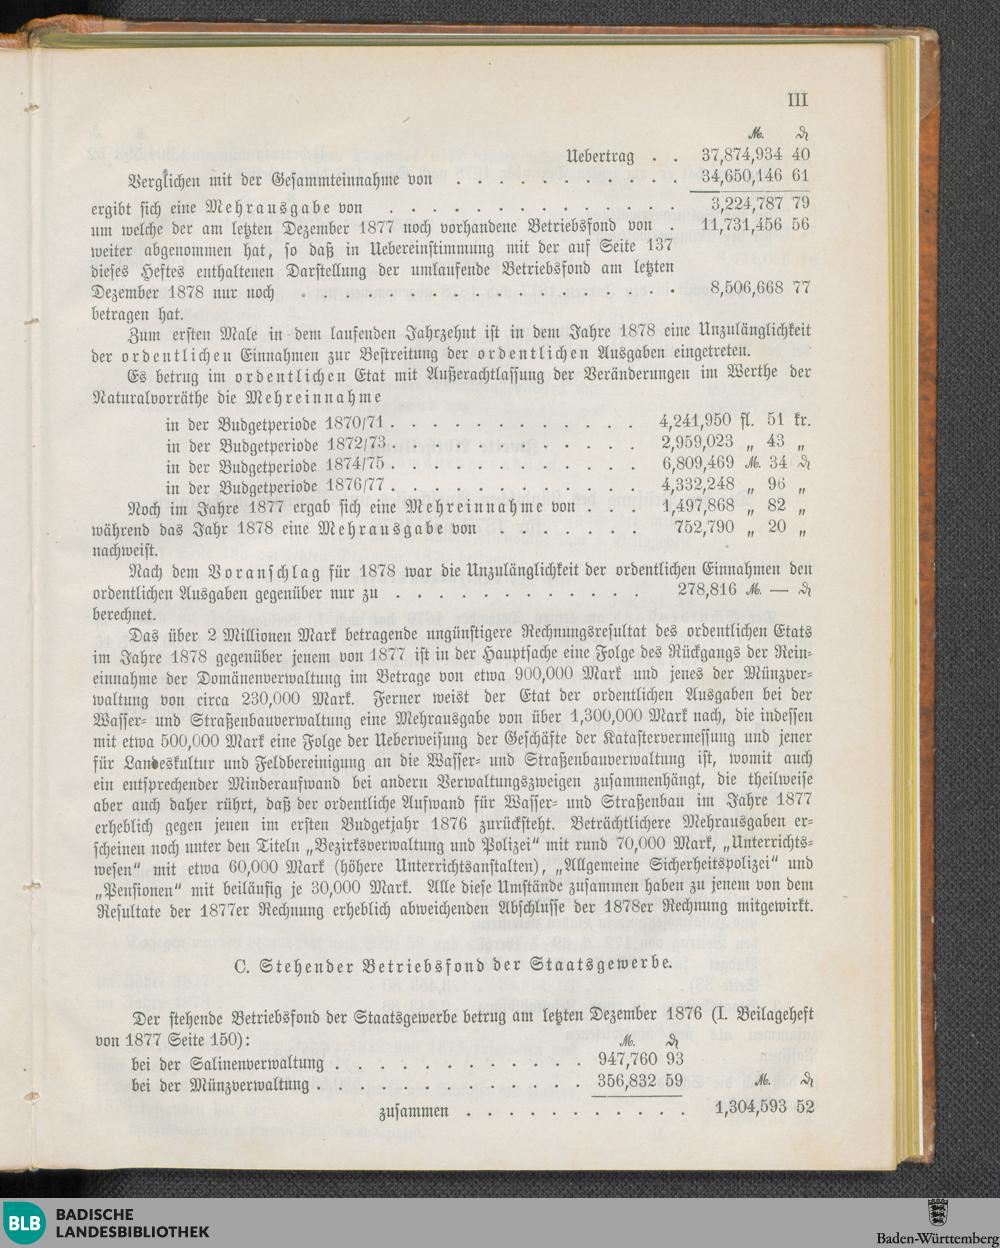 III
ℳ. ₰
Uebertrag . . 37,874,934 40
Verglichen mit der Gesammteinnahme von . . . . . . . . . . . 34,650,146 61
ergibt sich eine Mehrausgabe von . . . . . . . . . . . . . . 3,224,787 79
um welche der am letzten Dezember 1877 noch vorhandene Betriebsfond von . 11,731,456 56
weiter abgenommen hat, so daß in Uebereinstimmung mit der auf Seite 137
dieses Heftes enthaltenen Darstellung der umlaufende Betriebsfond am letzten
Dezember 1878 nur noch . . . . . . . . . . . . . . . . . . 8,506,668 77
betragen hat.
Zum ersten Male in dem laufenden Jahrzehnt ist in dem Jahre 1878 eine Unzulänglichkeit
der ordentlichen Einnahmen zur Bestreitung der ordentlichen Ausgaben eingetreten.
Es betrug im ordentlichen Etat mit Außerachtlassung der Veränderungen im Werthe der
Naturalvorräthe die Mehreinnahme
in der Budgetperiode 1870/71 . . . . . . . . . . . . 4,241,950 fl. 51 kr.
in der Budgetperiode 1872/73 . . . . . . . . . . . . 2,959,023 „ 43 „
in der Budgetperiode 1874/75 . . . . . . . . . . . . 6,809,469 ℳ. 34 ₰
in der Budgetperiode 1876/77 . . . . . . . . . . . . 4,332,248 „ 96 „
Noch im Jahre 1877 ergab sich eine Mehreinnahme von . . . 1,497,868 „ 82 „
während das Jahr 1878 eine Mehrausgabe von . . . . . . . 752,790 „ 20 „
nachweist.
Nach dem Voranschlag für 1878 war die Unzulänglichkeit der ordentlichen Einnahmen den
ordentlichen Ausgaben gegenüber nur zu . . . . . . . . . . . . 278,816 ℳ. — ₰
berechnet.
Das über 2 Millionen Mark betragende ungünstigere Rechnungsresultat des ordentlichen Etats
im Jahre 1878 gegenüber jenem von 1877 ist in der Hauptsache eine Folge des Rückgangs der Rein-
einnahme der Domänenverwaltung im Betrage von etwa 900,000 Mark und jenes der Münzver-
waltung von circa 230,000 Mark. Ferner weist der Etat der ordentlichen Ausgaben bei der
Wasser- und Straßenbauverwaltung eine Mehrausgabe von über 1,300,000 Mark nach, die indessen
mit etwa 500,000 Mark eine Folge der Ueberweisung der Geschäfte der Katastervermessung und jener
für Landeskultur und Feldbereinigung an die Wasser- und Straßenbauverwaltung ist, womit auch
ein entsprechender Minderaufwand bei andern Verwaltungszweigen zusammenhängt, die theilweise
aber auch daher rührt, daß der ordentliche Aufwand für Wasser- und Straßenbau im Jahre 1877
erheblich gegen jenen im ersten Budgetjahr 1876 zurücksteht. Beträchtlichere Mehrausgaben er-
scheinen noch unter den Titeln „Bezirksverwaltung und Polizei“ mit rund 70,000 Mark, „Unterrichts-
wesen“ mit etwa 60,000 Mark (höhere Unterrichtsanstalten), „Allgemeine Sicherheitspolizei“ und
„Pensionen“ mit beiläufig je 30,000 Mark. Alle diese Umstände zusammen haben zu jenem von dem
Resultate der 1877er Rechnung erheblich abweichenden Abschlusse der 1878er Rechnung mitgewirkt.
C. Stehender Betriebsfond der Staatsgewerbe.
Der stehende Betriebsfond der Staatsgewerbe betrug am letzten Dezember 1876 (I. Beilageheft
von 1877 Seite 150): ℳ. ₰
bei der Salinenverwaltung . . . . . . . . . . . . 947,760 93
bei der Münzverwaltung . . . . . . . . . . . . . 356,832 59 ℳ. ₰
zusammen . . . . . . . . . . . 1,304,593 52
BLB BADISCHE
LANDESBIBLIOTHEK
Baden-Württemberg